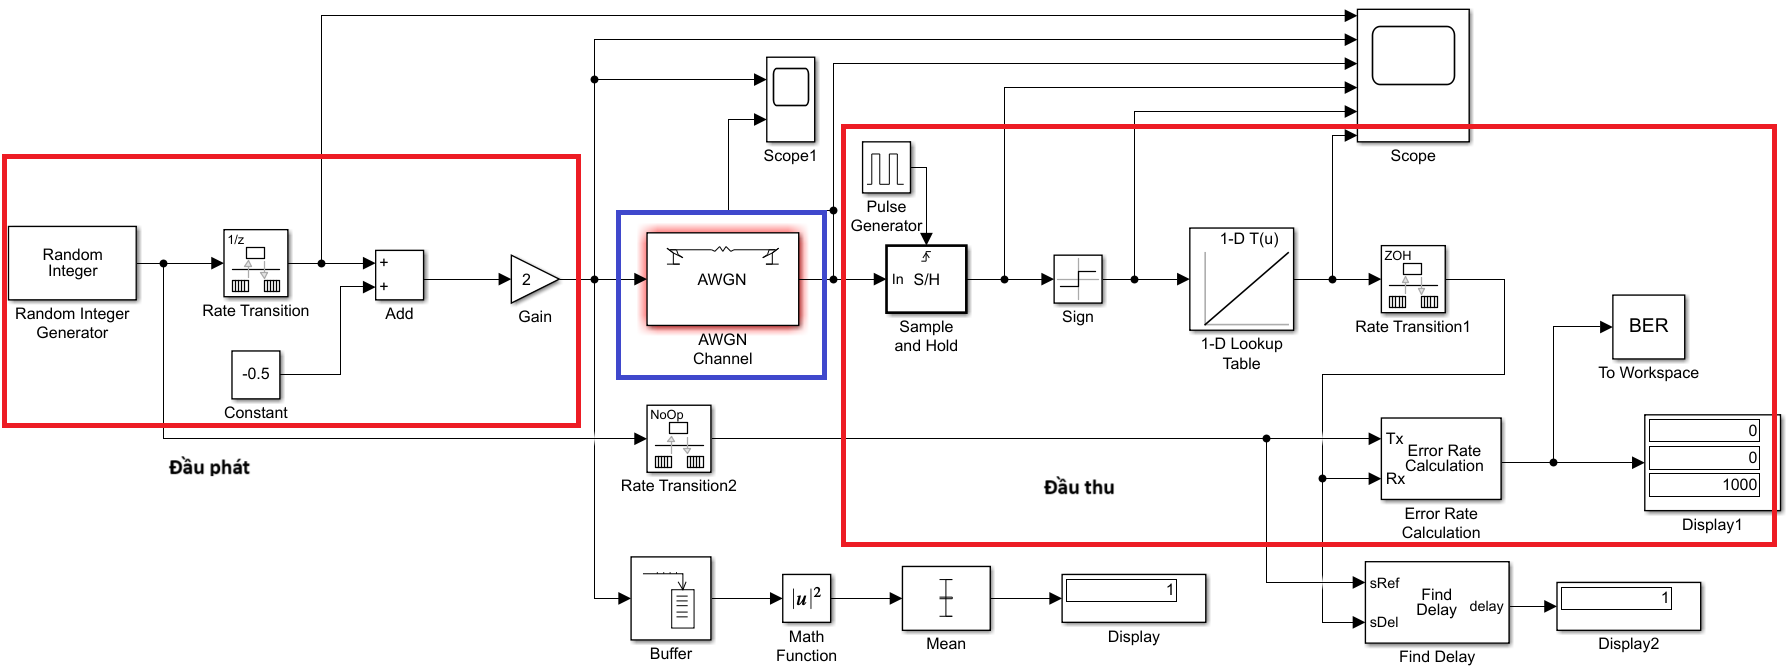 Scope1
Scope
Pulse
Generator
Random
Integer
Random Integer
Generator
1/z
Rate Transition
+
+
Add
2
Gain
-0.5
Constant
AWGN
AWGN
Channel
In S/H
Sample
and Hold
Sign
1-D T(u)
1-D Lookup
Table
ZOH
Rate Transition1
BER
To Workspace
NoOp
Rate Transition2
Đầu phát
Đầu thu
Tx
Rx
Error Rate
Calculation
Error Rate
Calculation
0
0
1000
Display1
Buffer
|u|²
Math
Function
Mean
1
Display
sRef
sDel
Find
Delay
delay
Find Delay
1
Display2